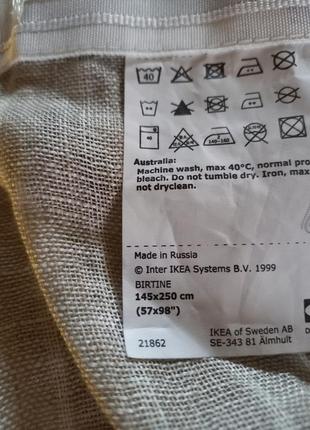 40
Australia:
Machine wash, max 40°C, normal pro
bleach. Do not tumble dry. Iron, max
not dryclean.
Made in Russia
© Inter IKEA Systems B.V. 1999
BIRTINE
145x250 cm
(57x98")
21862
IKEA of Sweden AB
SE-343 81 Älmhult